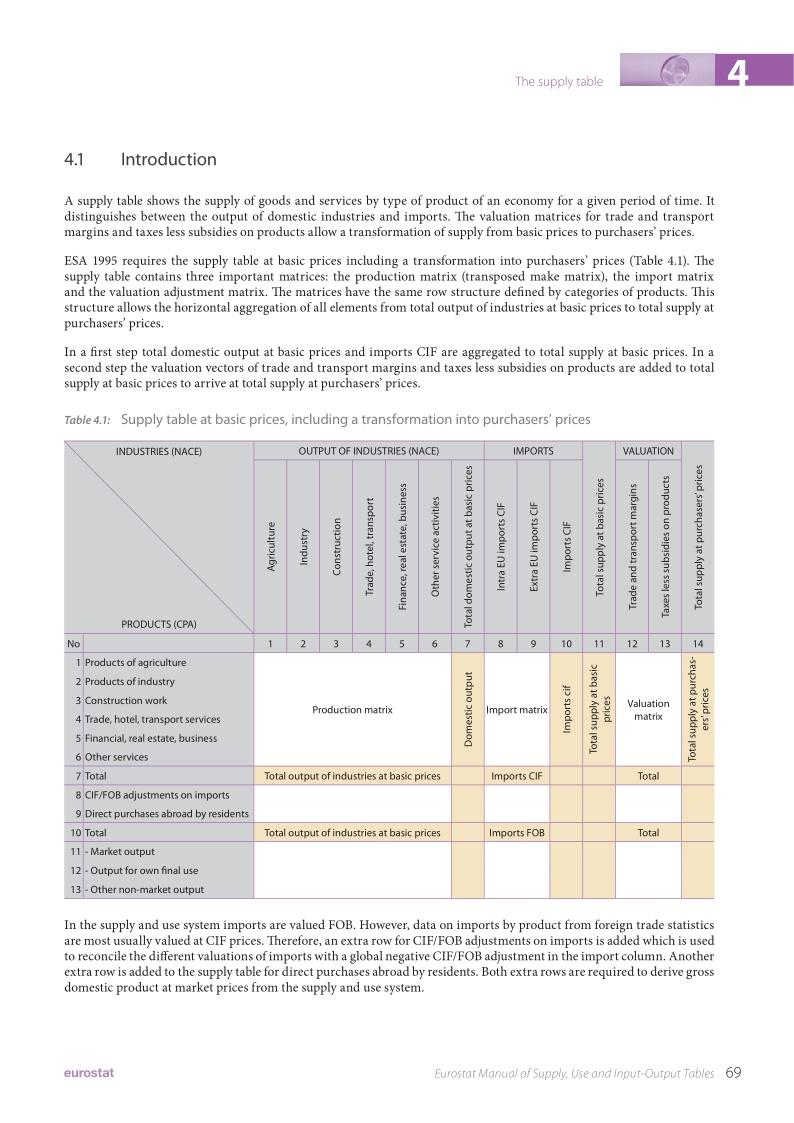 The supply table
4
4.1 Introduction
A supply table shows the supply of goods and services by type of product of an economy for a given period of time. It
distinguishes between the output of domestic industries and imports. The valuation matrices for trade and transport
margins and taxes less subsidies on products allow a transformation of supply from basic prices to purchasers’ prices.
ESA 1995 requires the supply table at basic prices including a transformation into purchasers’ prices (Table 4.1). The
supply table contains three important matrices: the production matrix (transposed make matrix), the import matrix
and the valuation adjustment matrix. The matrices have the same row structure defined by categories of products. This
structure allows the horizontal aggregation of all elements from total output of industries at basic prices to total supply at
purchasers’ prices.
In a first step total domestic output at basic prices and imports CIF are aggregated to total supply at basic prices. In a
second step the valuation vectors of trade and transport margins and taxes less subsidies on products are added to total
supply at basic prices to arrive at total supply at purchasers’ prices.
Table 4.1: Supply table at basic prices, including a transformation into purchasers’ prices
INDUSTRIES (NACE)
PRODUCTS (CPA)
OUTPUT OF INDUSTRIES (NACE)
IMPORTS
VALUATION
Agriculture
Industry
Construction
Trade, hotel, transport
Finance, real estate, business
Other service activities
Total domestic output at basic prices
Intra EU imports CIF
Extra EU imports CIF
Imports CIF
Total supply at basic prices
Trade and transport margins
Taxes less subsidies on products
Total supply at purchasers’ prices
No 1 2 3 4 5 6 7 8 9 10 11 12 13 14
1 Products of agriculture
2 Products of industry
3 Construction work
4 Trade, hotel, transport services
5 Financial, real estate, business
6 Other services
Production matrix
Domestic output
Import matrix
Imports cif
Total supply at basic
prices
Valuation
matrix
Total supply at purchas-
ers’ prices
7 Total Total output of industries at basic prices Imports CIF Total
8 CIF/FOB adjustments on imports
9 Direct purchases abroad by residents
10 Total Total output of industries at basic prices Imports FOB Total
11 - Market output
12 - Output for own final use
13 - Other non-market output
In the supply and use system imports are valued FOB. However, data on imports by product from foreign trade statistics
are most usually valued at CIF prices. Therefore, an extra row for CIF/FOB adjustments on imports is added which is used
to reconcile the different valuations of imports with a global negative CIF/FOB adjustment in the import column. Another
extra row is added to the supply table for direct purchases abroad by residents. Both extra rows are required to derive gross
domestic product at market prices from the supply and use system.
eurostat
Eurostat Manual of Supply, Use and Input-Output Tables 69